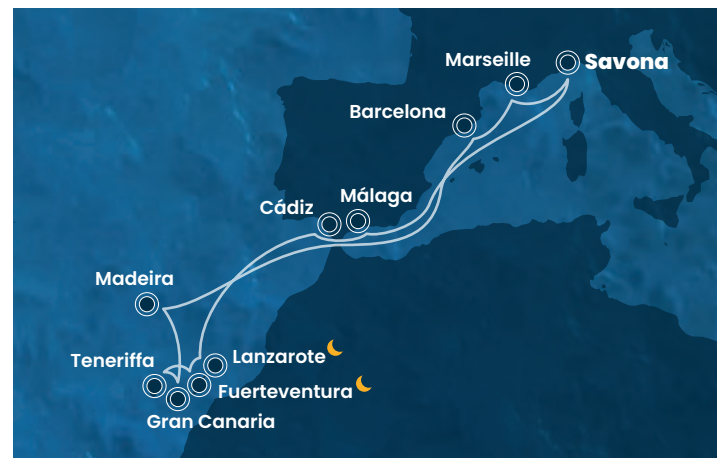 Marseille
Savona
Barcelona
Málaga
Cádiz
Madeira
Teneriffa
Lanzarote
Fuerteventura
Gran Canaria